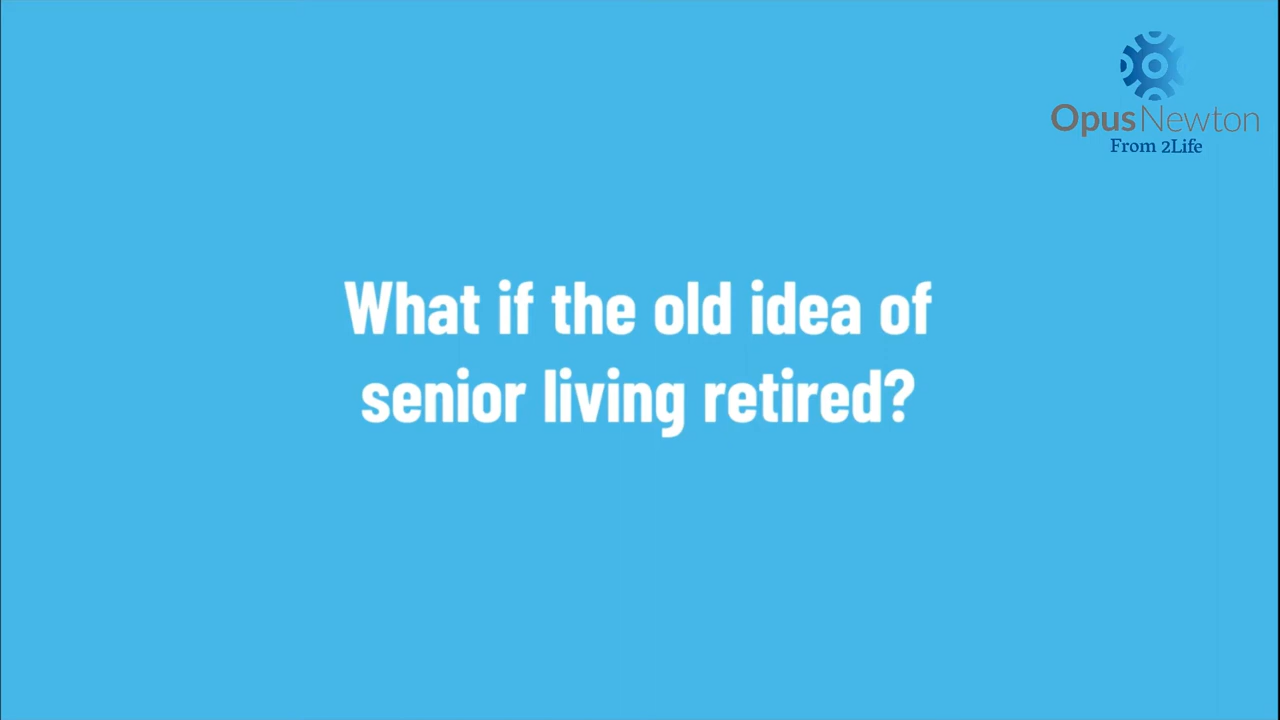 OpusNewton
From 2Life
What if the old idea of
senior living retired?